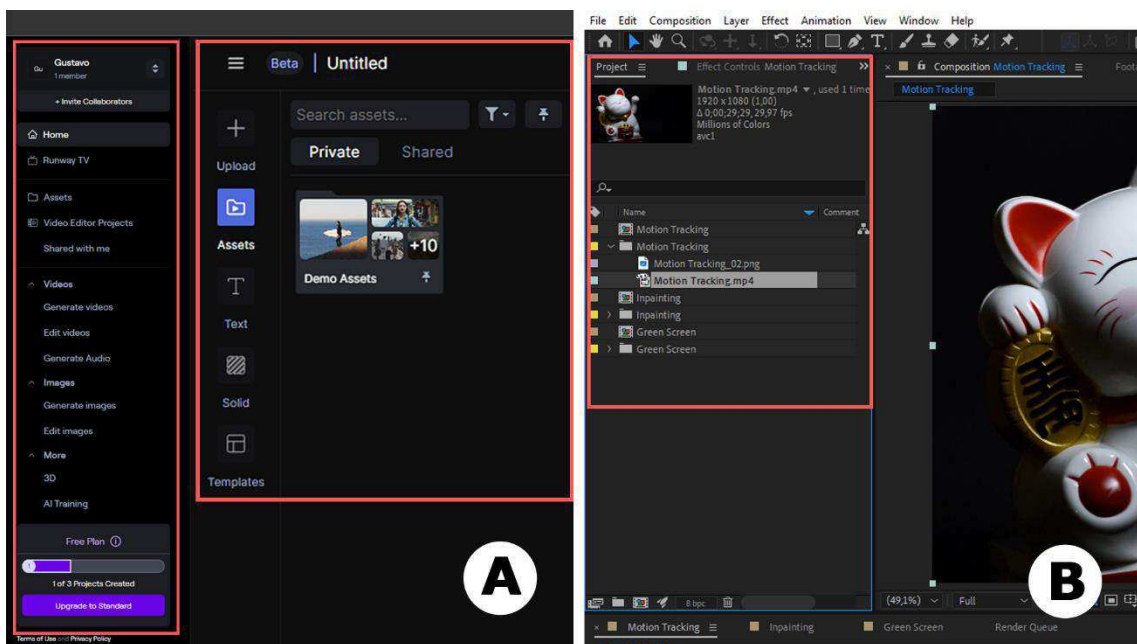 Gustavo
Gu
1 member
+ Invite Collaborators
Home
Runway TV
Assets
Video Editor Projects
Shared with me
Videos
Generate videos
Edit videos
Generate Audio
Images
Generate images
Edit images
More
3D
AI Training
Free Plan
1 of 3 Projects Created
Upgrade to Standard
Terms of Use and Privacy Policy
Beta | Untitled
Search assets...
Private Shared
Upload
Assets
Text
Solid
Templates
+10
Demo Assets
A
File Edit Composition Layer Effect Animation View Window Help
Project Effect Controls Motion Tracking
Composition Motion Tracking
Motion Tracking
Motion Tracking.mp4 , used 1 time
1920 x 1080 (1,00)
Δ 0;00;29;29, 29,97 fps
Millions of Colors
avc1
Name Comment
Motion Tracking
Motion Tracking
Motion Tracking_02.png
Motion Tracking.mp4
Inpainting
Inpainting
Green Screen
Green Screen
8 bpc
(49,1%) Full
B
Motion Tracking Inpainting Green Screen Render Queue